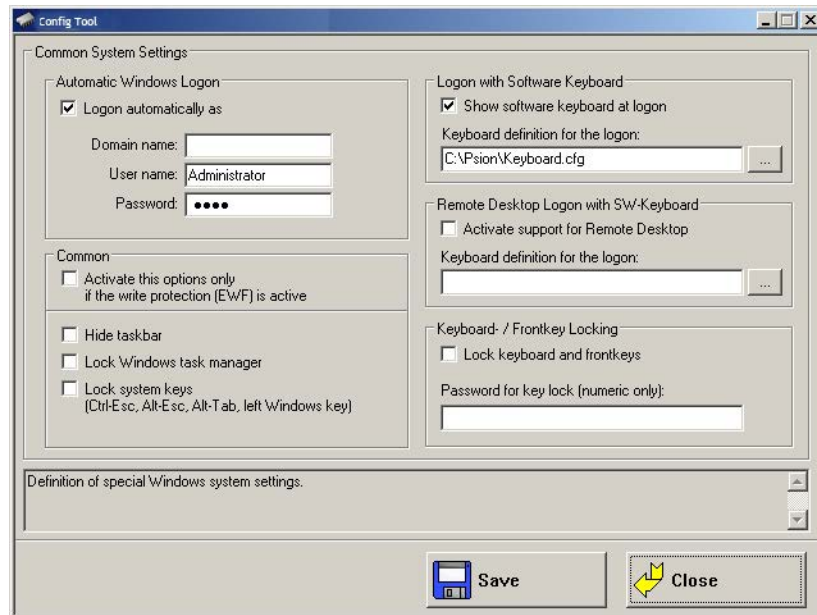 Config Tool
Common System Settings
Automatic Windows Logon
Logon automatically as
Domain name:
User name: Administrator
Password: ●●●●
Common
Activate this options only
if the write protection (EWF) is active
Hide taskbar
Lock Windows task manager
Lock system keys
(Ctrl-Esc, Alt-Esc, Alt-Tab, left Windows key)
Logon with Software Keyboard
Show software keyboard at logon
Keyboard definition for the logon:
C:\Psion\Keyboard.cfg ...
Remote Desktop Logon with SW-Keyboard
Activate support for Remote Desktop
Keyboard definition for the logon:
...
Keyboard- / Frontkey Locking
Lock keyboard and frontkeys
Password for key lock (numeric only):
Definition of special Windows system settings.
Save
Close